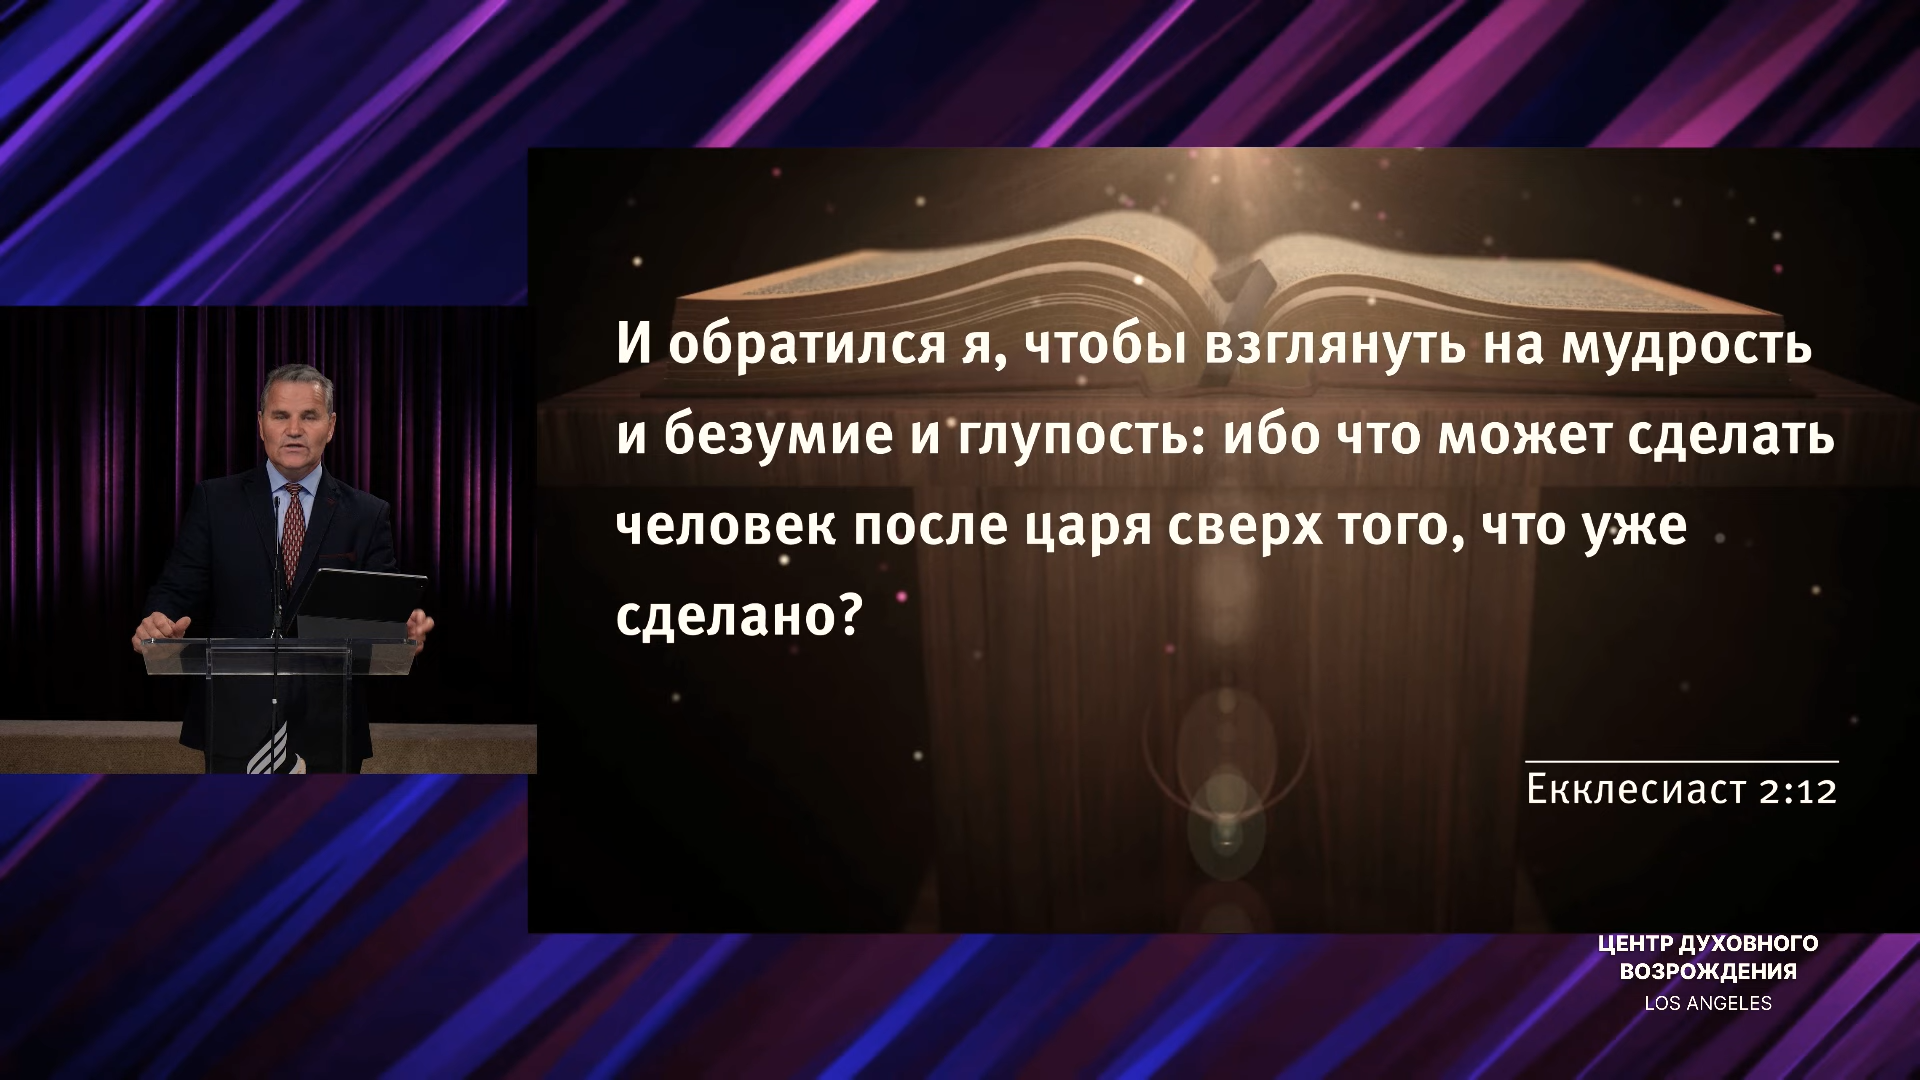 И обратился я, чтобы взглянуть на мудрость
и безумие и глупость: ибо что может сделать
человек после царя сверх того, что уже
сделано?
Екклесиаст 2:12
ЦЕНТР ДУХОВНОГО
ВОЗРОЖДЕНИЯ
LOS ANGELES